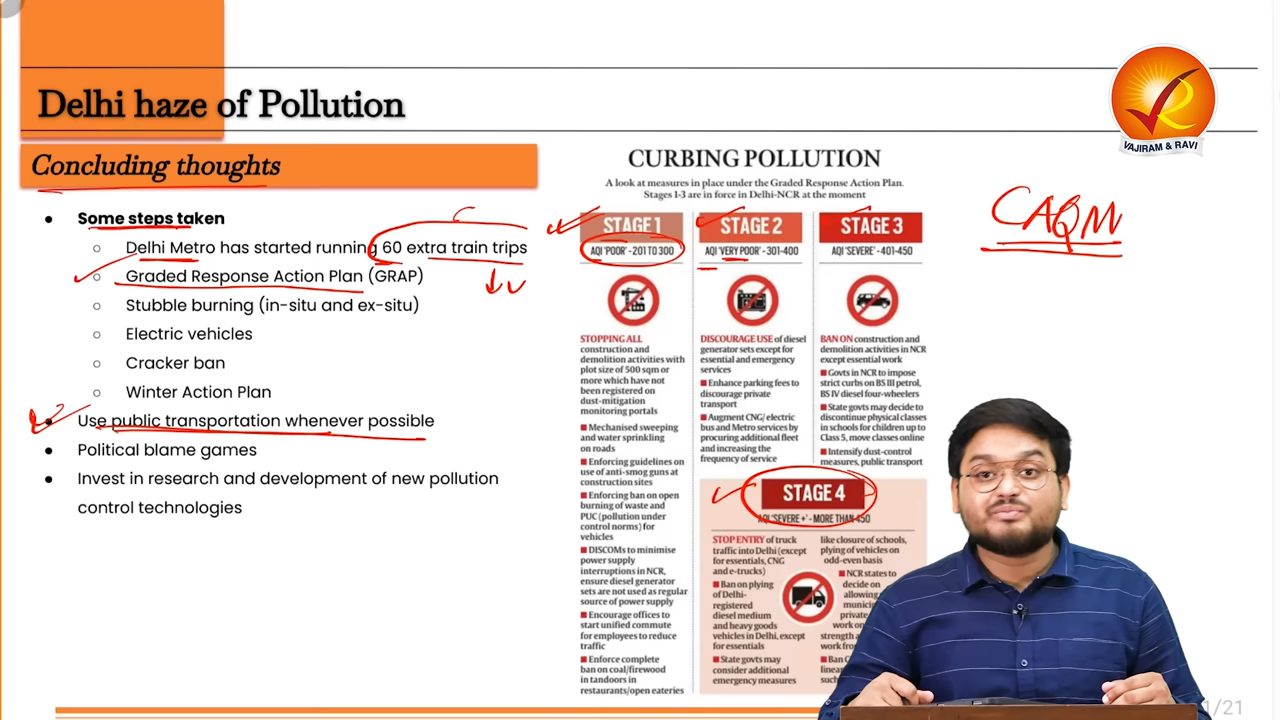 Delhi haze of Pollution
VAJIRAM & RAVI
Concluding thoughts
Some steps taken
Delhi Metro has started running 60 extra train trips
Graded Response Action Plan (GRAP)
Stubble burning (in-situ and ex-situ)
Electric vehicles
Cracker ban
Winter Action Plan
Use public transportation whenever possible
Political blame games
Invest in research and development of new pollution
control technologies
CURBING POLLUTION
A look at measures in place under the Graded Response Action Plan.
Stages 1-3 are in force in Delhi-NCR at the moment
STAGE 1
AQI 'POOR' - 201 TO 300
STOPPING ALL
construction and
demolition activities with
plot size of 500 sqm or
more which have not
been registered on
dust-mitigation
monitoring portals
Mechanised sweeping
and water sprinkling
on roads
Enforcing guidelines on
use of anti-smog guns at
construction sites
Enforcing ban on open
burning of waste and
PUC (pollution under
control norms) for
vehicles
DISCOMs to minimise
power supply
interruptions in NCR,
ensure diesel generator
sets are not used as regular
source of power supply
Encourage offices to
start unified commute
for employees to reduce
traffic
Enforce complete
ban on coal/firewood
in tandoors in
restaurants/open eateries
STAGE 2
AQI 'VERY POOR' - 301-400
DISCOURAGE USE of diesel
generator sets except for
essential and emergency
services
Enhance parking fees to
discourage private
transport
Augment CNG/ electric
bus and Metro services by
procuring additional fleet
and increasing the
frequency of service
STAGE 3
AQI 'SEVERE' - 401-450
BAN ON construction and
demolition activities in NCR
except essential work
Govts in NCR to impose
strict curbs on BS III petrol,
BS IV diesel four-wheelers
State govts may decide to
discontinue physical classes
in schools for children up to
Class 5, move classes online
Intensify dust-control
measures, public transport
STAGE 4
AQI 'SEVERE +' - MORE THAN 450
STOP ENTRY of truck
traffic into Delhi (except
for essentials, CNG
and e-trucks)
Ban on plying
of Delhi-
registered
diesel medium
and heavy goods
vehicles in Delhi, except
for essentials
State govts may
consider additional
emergency measures
like closure of schools,
plying of vehicles on
odd-even basis
NCR states to
decide on
allowing
private
work
strength
work
Ban
such
CAQM
/21